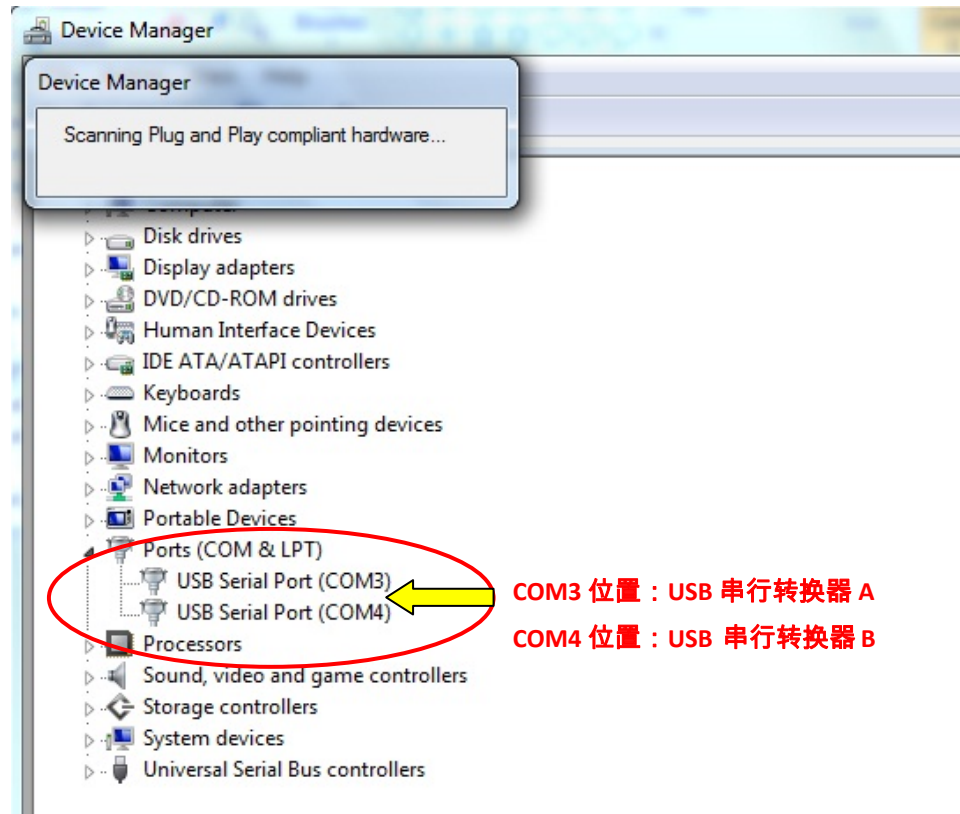 Device Manager
Device Manager
Scanning Plug and Play compliant hardware...
Disk drives
Display adapters
DVD/CD-ROM drives
Human Interface Devices
IDE ATA/ATAPI controllers
Keyboards
Mice and other pointing devices
Monitors
Network adapters
Portable Devices
Ports (COM & LPT)
USB Serial Port (COM3)
USB Serial Port (COM4)
Processors
Sound, video and game controllers
Storage controllers
System devices
Universal Serial Bus controllers
COM3 位置：USB 串行转换器 A
COM4 位置：USB 串行转换器 B